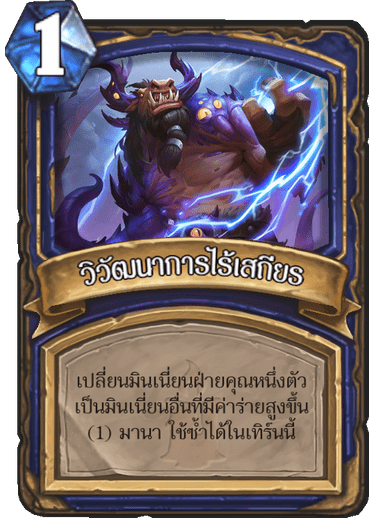 1
วิวัฒนาการไร้เสถียร
เปลี่ยนมินเนี่ยนฝ่ายคุณหนึ่งตัว
เป็นมินเนี่ยนอื่นที่มีค่าร่ายสูงขึ้น
(1) มานา ใช้ซ้ำได้ในเทิร์นนี้